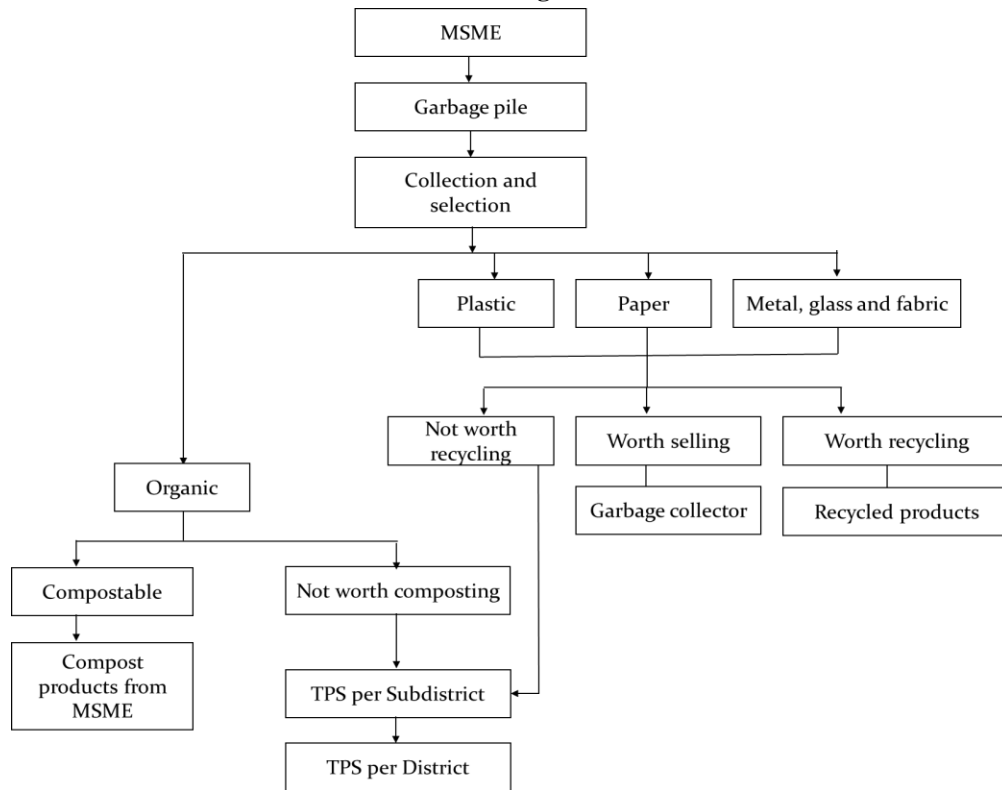 MSME
Garbage pile
Collection and
selection
Plastic
Paper
Metal, glass and fabric
Not worth
recycling
Worth selling
Worth recycling
Organic
Garbage collector
Recycled products
Compostable
Not worth composting
Compost
products from
MSME
TPS per Subdistrict
TPS per District